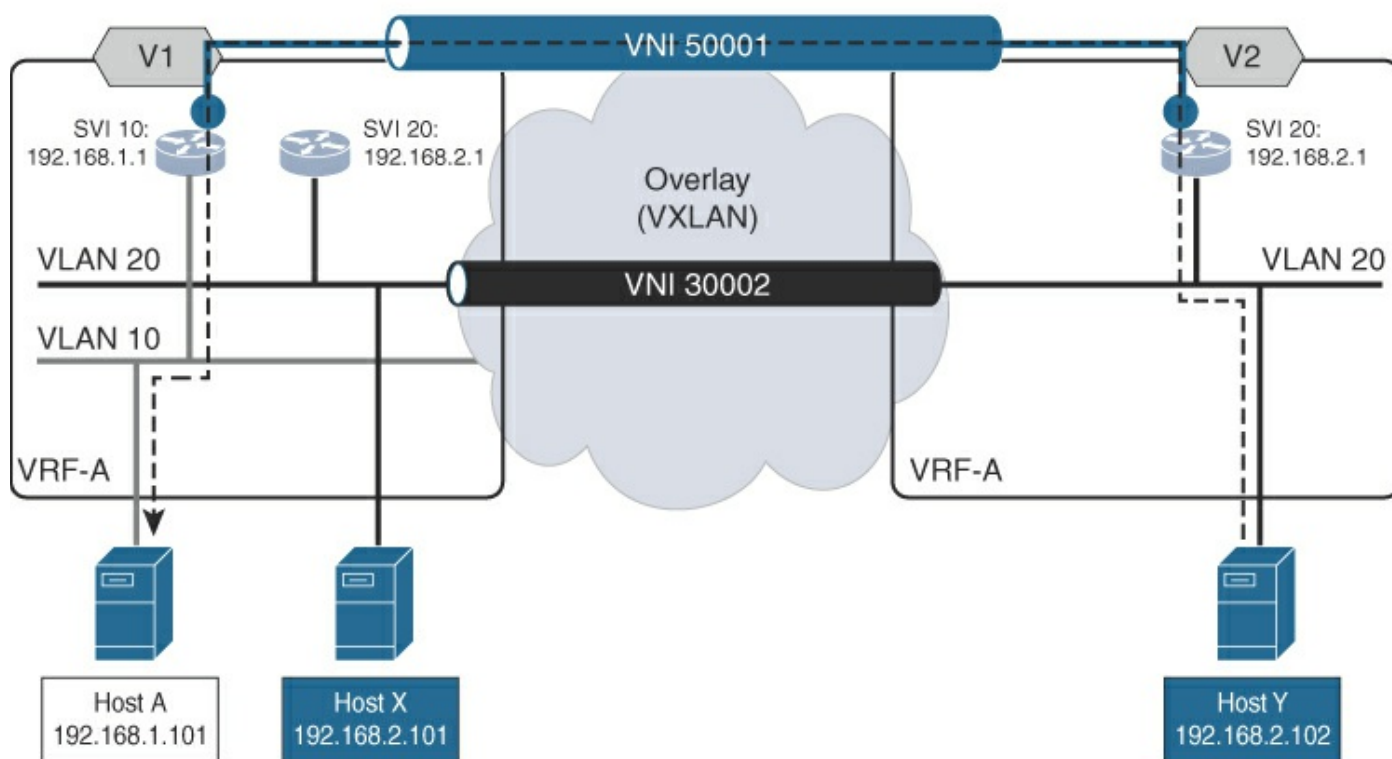 VNI 50001
V1
V2
SVI 10:
192.168.1.1
SVI 20:
192.168.2.1
SVI 20:
192.168.2.1
Overlay
(VXLAN)
VLAN 20
VNI 30002
VLAN 20
VLAN 10
VRF-A
VRF-A
Host A
192.168.1.101
Host X
192.168.2.101
Host Y
192.168.2.102